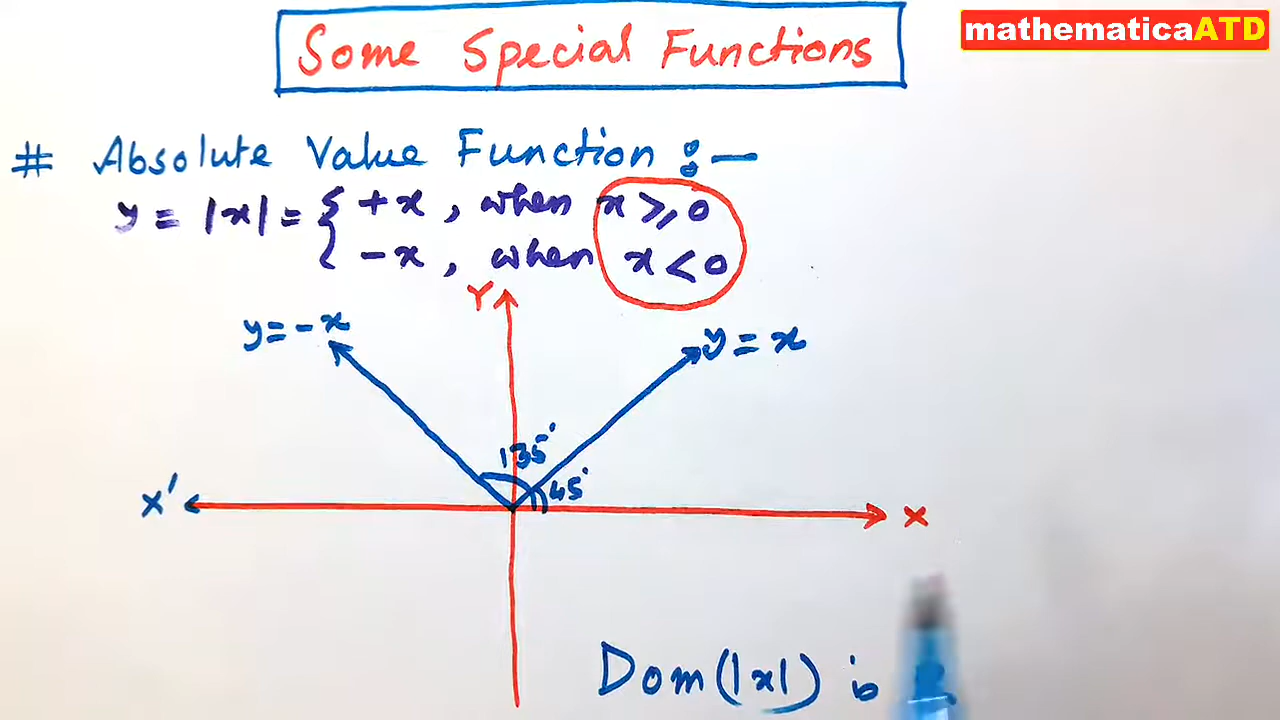 mathematicaATD
Some Special Functions
# Absolute Value Function :—
y = |x| = { +x , when x ≥ 0
-x , when x < 0
Y
y = -x
y = x
135°
45°
X'
X
Dom (|x|) is